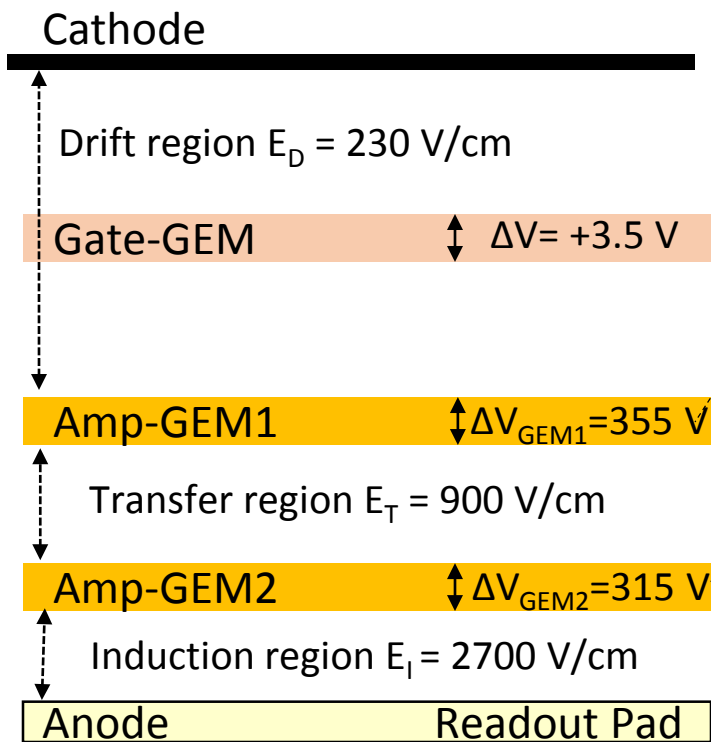 Cathode
Drift region E_D = 230 V/cm
Gate-GEM ΔV= +3.5 V
Amp-GEM1 ΔV_GEM1=355 V
Transfer region E_T = 900 V/cm
Amp-GEM2 ΔV_GEM2=315 V
Induction region E_I = 2700 V/cm
Anode Readout Pad